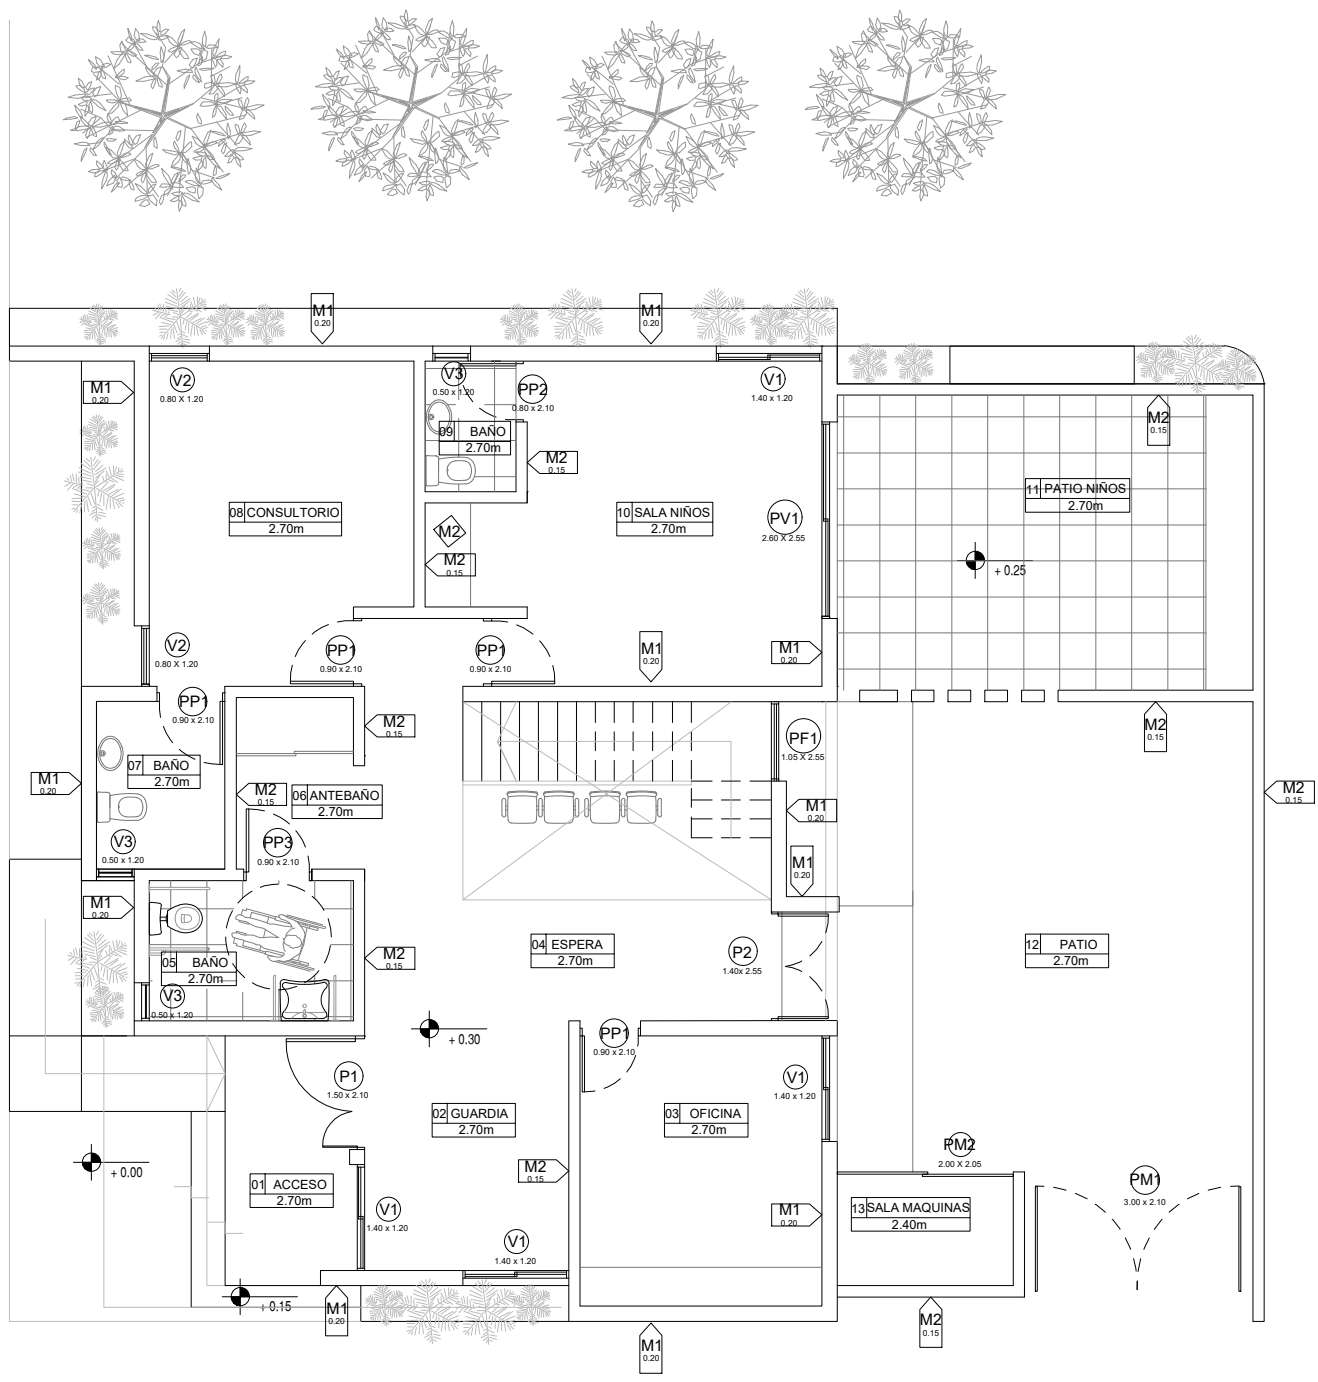 M1
0.20
M1
0.20
V2
0.80 X 1.20
V3
0.50 x 1.20
PP2
0.80 x 2.10
V1
1.40 x 1.20
M1
0.20
M2
0.15
09 BAÑO
2.70m
M2
0.15
08 CONSULTORIO
2.70m
10 SALA NIÑOS
2.70m
PV1
2.60 X 2.55
11 PATIO NIÑOS
2.70m
M2
M2
0.15
+ 0.25
V2
0.80 X 1.20
PP1
0.90 x 2.10
PP1
0.90 x 2.10
M1
0.20
M1
0.20
PP1
0.90 x 2.10
M2
0.15
PF1
1.05 X 2.55
M2
0.15
07 BAÑO
2.70m
M1
0.20
M2
0.15
06 ANTEBAÑO
2.70m
M1
0.20
M2
0.15
V3
0.50 x 1.20
PP3
0.90 x 2.10
M1
0.20
M1
0.20
04 ESPERA
2.70m
P2
1.40x 2.55
12 PATIO
2.70m
M2
0.15
05 BAÑO
2.70m
V3
0.50 x 1.20
+ 0.30
PP1
0.90 x 2.10
P1
1.50 x 2.10
V1
1.40 x 1.20
02 GUARDIA
2.70m
03 OFICINA
2.70m
+ 0.00
M2
0.15
PM2
2.00 X 2.05
PM1
3.00 x 2.10
01 ACCESO
2.70m
V1
1.40 x 1.20
M1
0.20
13 SALA MAQUINAS
2.40m
V1
1.40 x 1.20
+ 0.15
M1
0.20
M1
0.20
M2
0.15